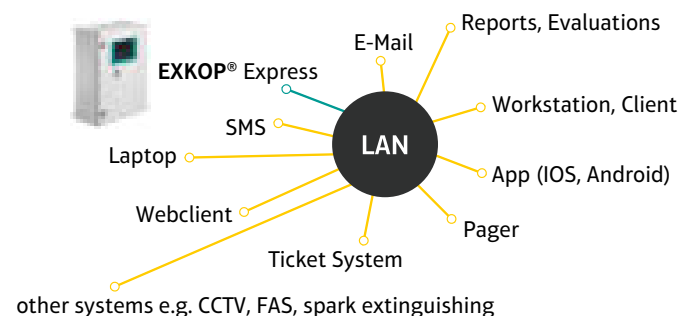 Reports, Evaluations
E-Mail
EXKOP® Express
Workstation, Client
SMS
LAN
Laptop
App (IOS, Android)
Webclient
Pager
Ticket System
other systems e.g. CCTV, FAS, spark extinguishing